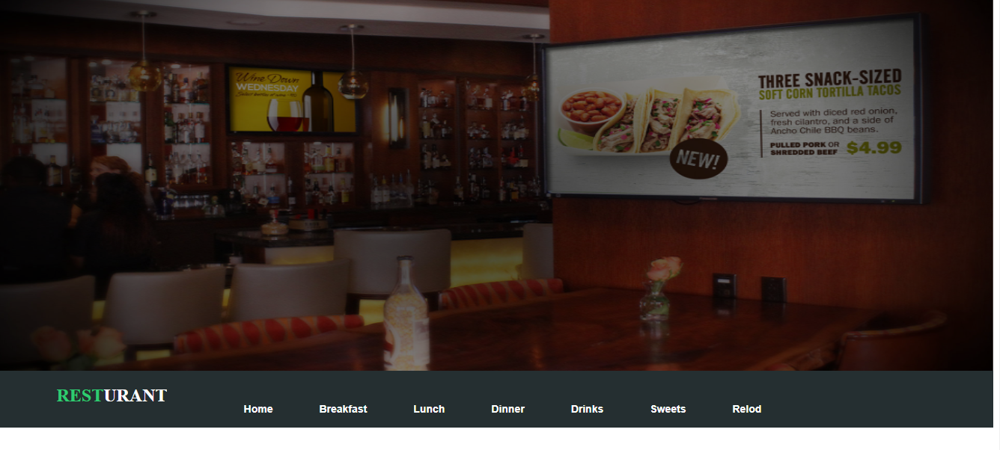 Wine Down
WEDNESDAY
THREE SNACK-SIZED
SOFT CORN TORTILLA TACOS
Served with diced red onion,
fresh cilantro, and a side of
Ancho Chile BBQ beans.
PULLED PORK OR
SHREDDED BEEF $4.99
NEW!
RESTURANT
Home Breakfast Lunch Dinner Drinks Sweets Relod